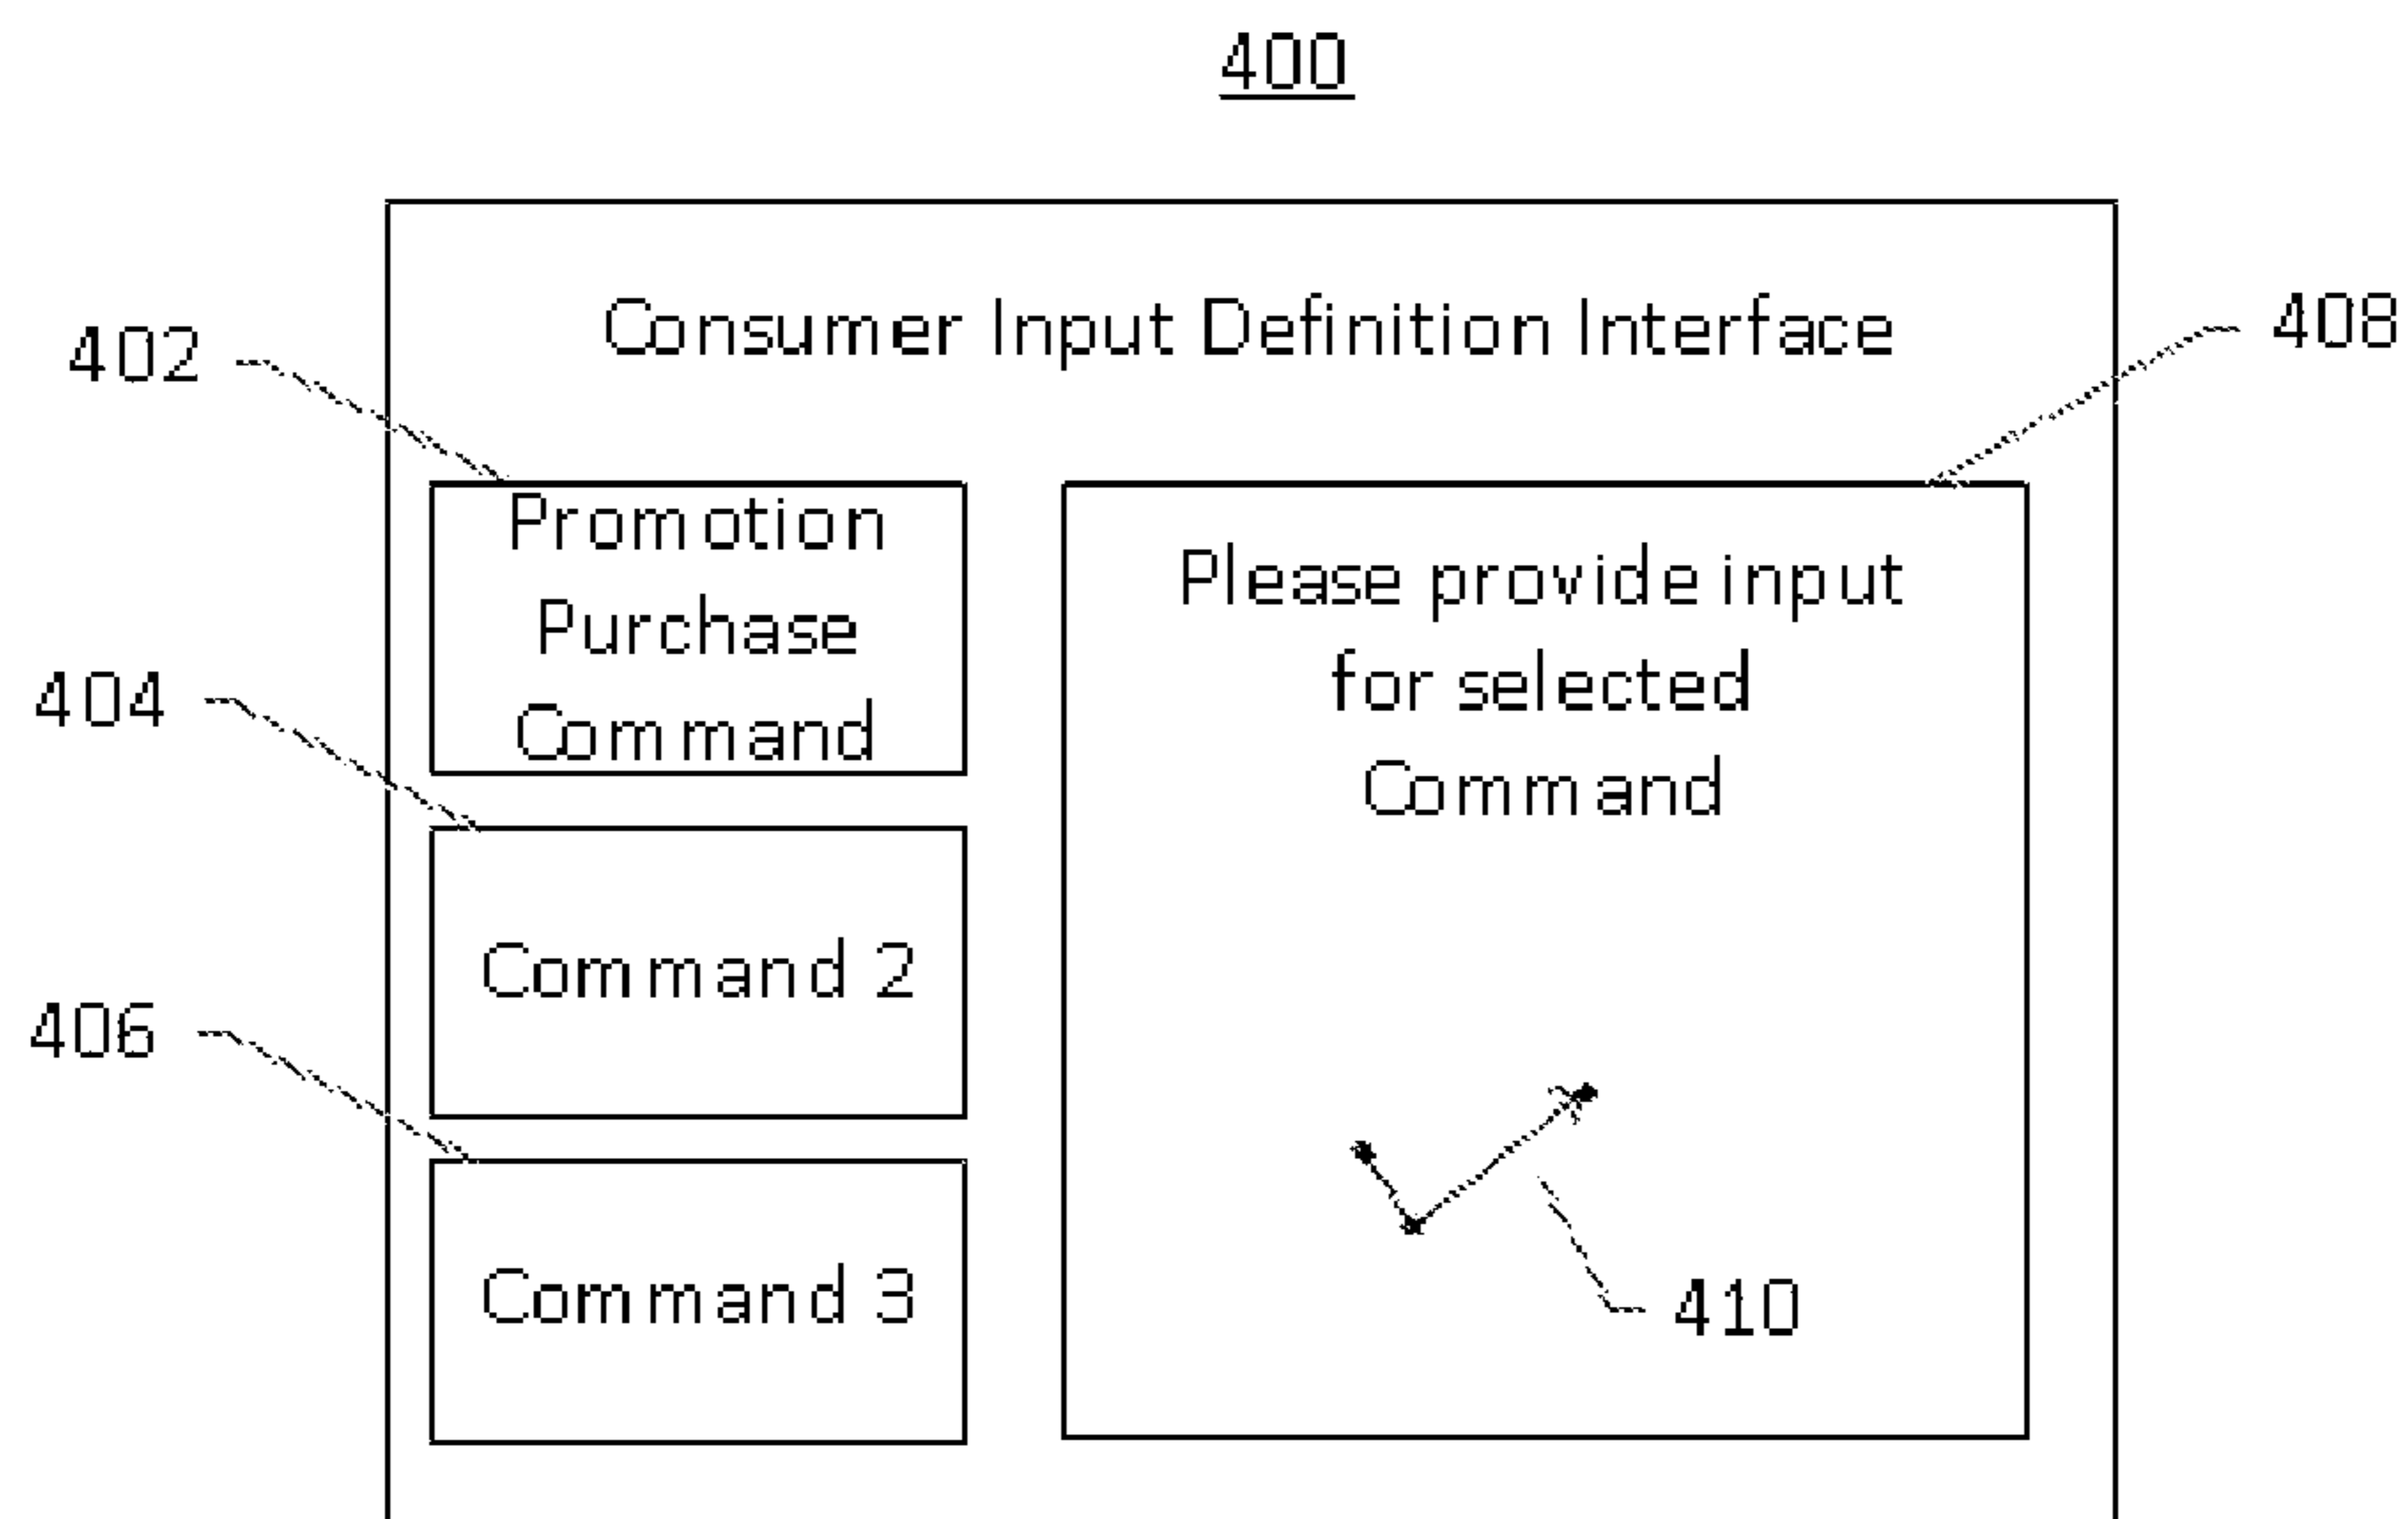 400
Consumer Input Definition Interface
402
408
Promotion
Purchase
Command
Please provide input
for selected
Command
404
Command 2
406
Command 3
410